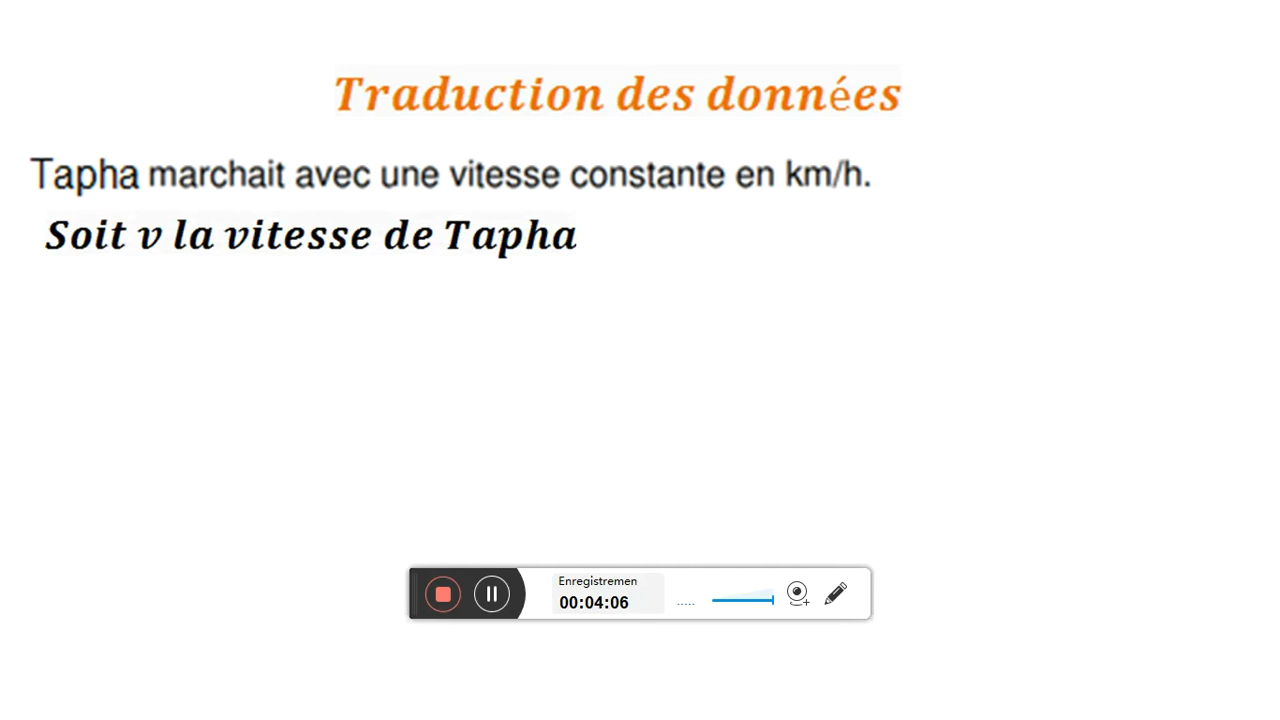 Traduction des données
Tapha marchait avec une vitesse constante en km/h.
Soit v la vitesse de Tapha
Enregistremen
00:04:06
.....